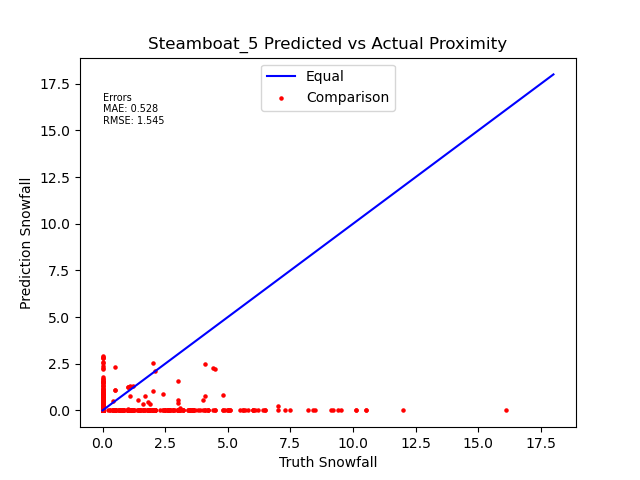 Steamboat_5 Predicted vs Actual Proximity
Equal
Comparison
Errors
MAE: 0.528
RMSE: 1.545
Prediction Snowfall
17.5
15.0
12.5
10.0
7.5
5.0
2.5
0.0
0.0 2.5 5.0 7.5 10.0 12.5 15.0 17.5
Truth Snowfall